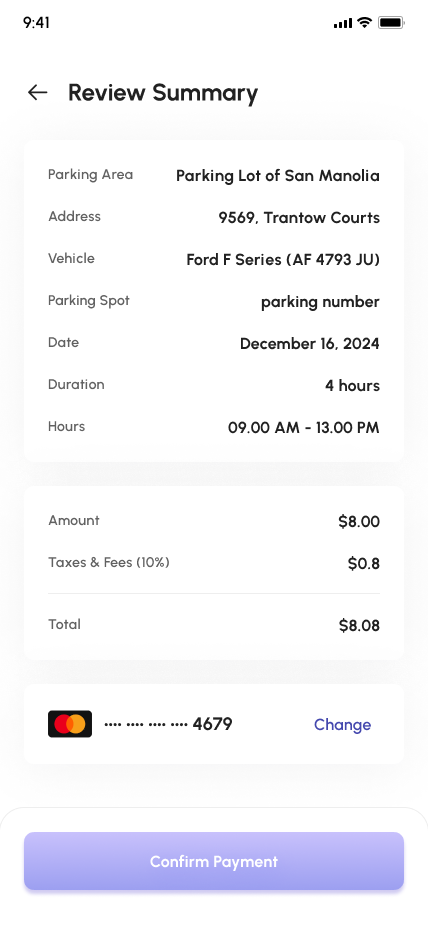 9:41
Review Summary
Parking Area Parking Lot of San Manolia
Address 9569, Trantow Courts
Vehicle Ford F Series (AF 4793 JU)
Parking Spot parking number
Date December 16, 2024
Duration 4 hours
Hours 09.00 AM - 13.00 PM
Amount $8.00
Taxes & Fees (10%) $0.8
Total $8.08
•••• •••• •••• •••• 4679 Change
Confirm Payment